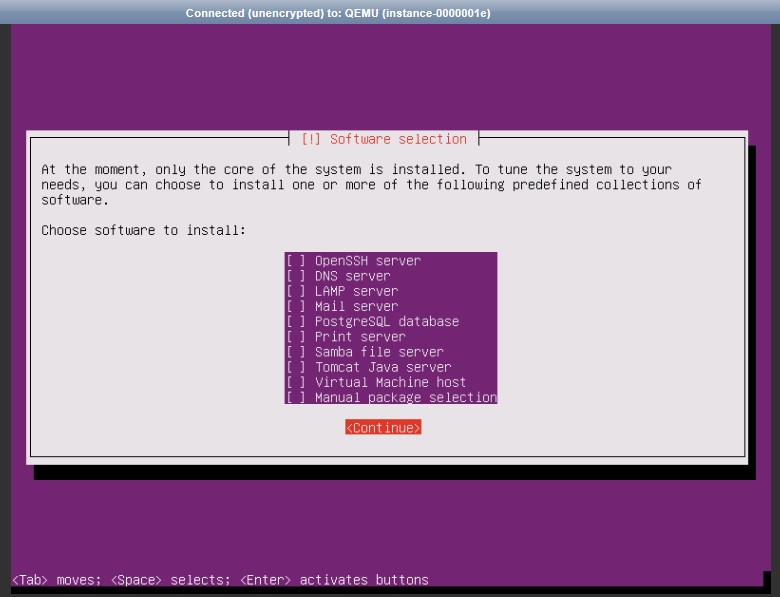 Connected (unencrypted) to: QEMU (instance-0000001e)
[!] Software selection
At the moment, only the core of the system is installed. To tune the system to your
needs, you can choose to install one or more of the following predefined collections of
software.
Choose software to install:
[ ] OpenSSH server
[ ] DNS server
[ ] LAMP server
[ ] Mail server
[ ] PostgreSQL database
[ ] Print server
[ ] Samba file server
[ ] Tomcat Java server
[ ] Virtual Machine host
[ ] Manual package selection
<Continue>
<Tab> moves; <Space> selects; <Enter> activates buttons